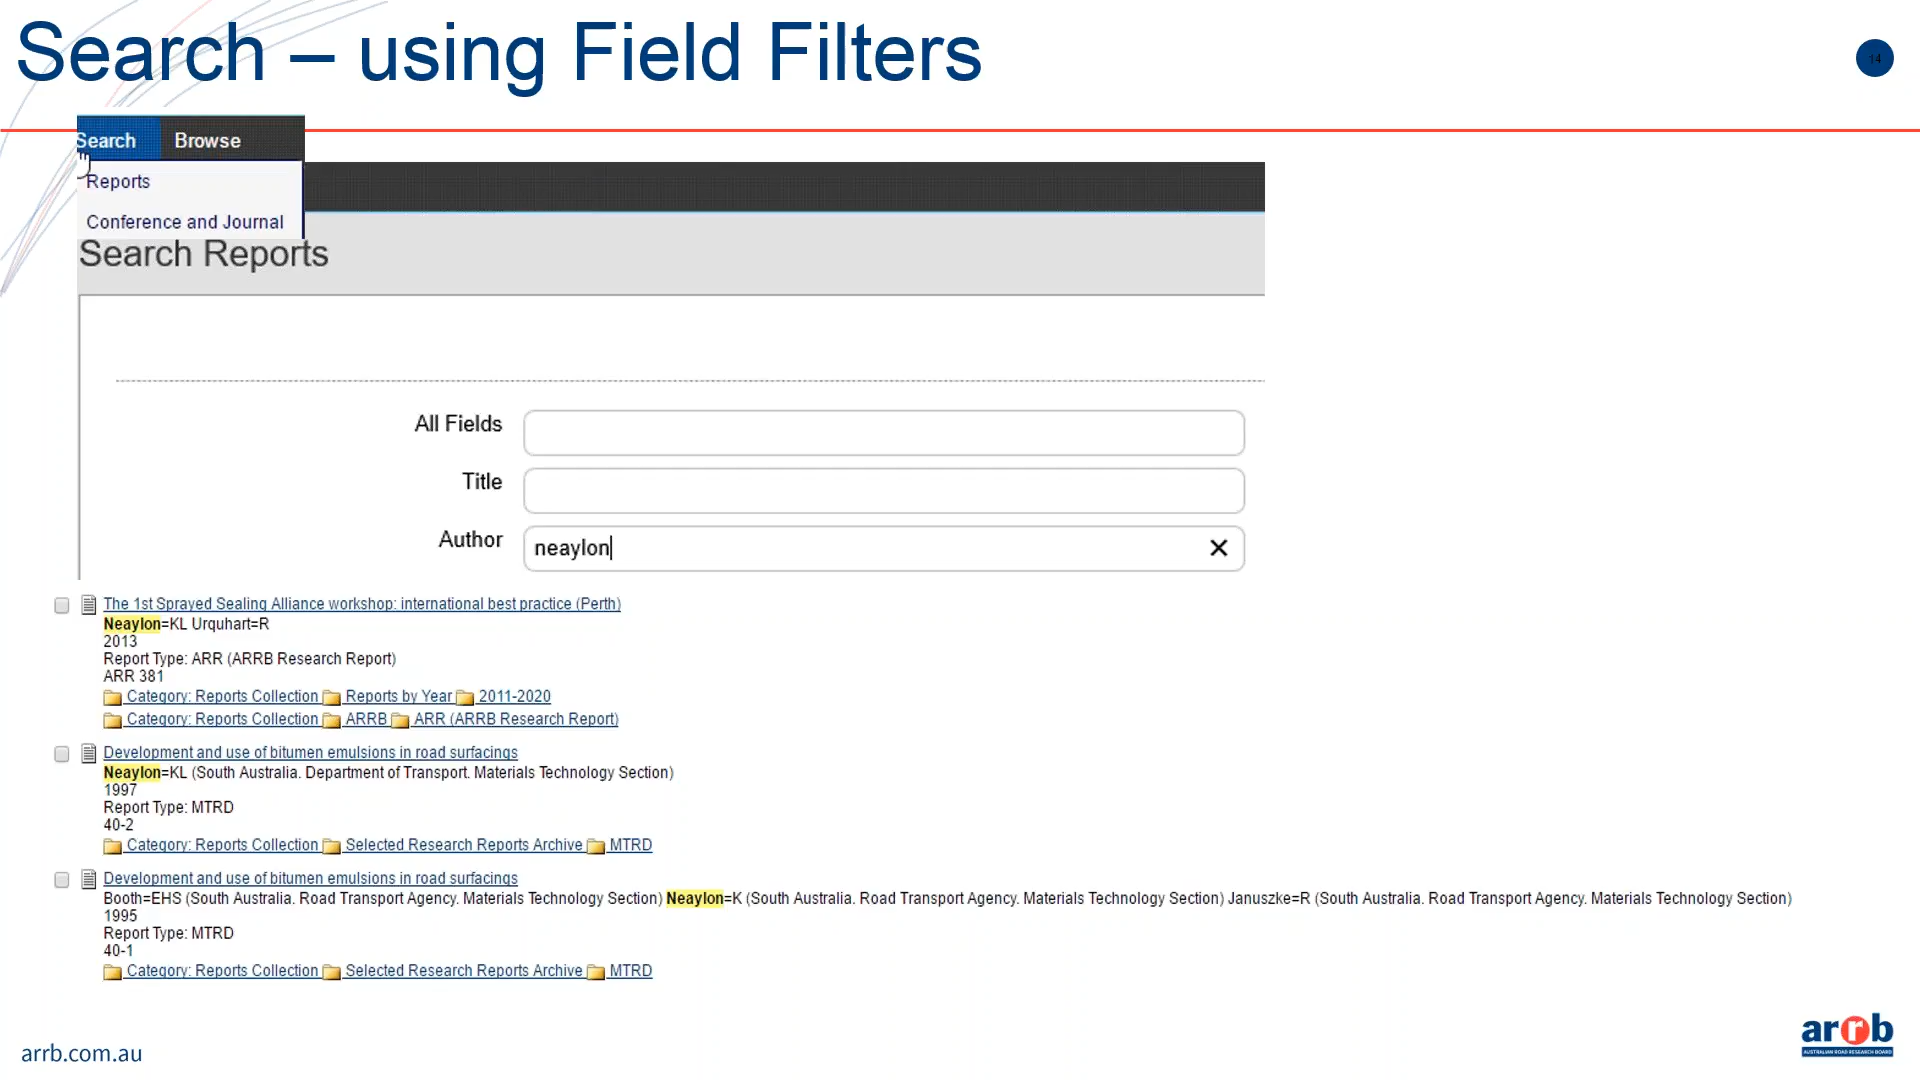 Search – using Field Filters
14
Search Browse
Reports
Conference and Journal
Search Reports
All Fields
Title
Author neaylon
The 1st Sprayed Sealing Alliance workshop: international best practice (Perth)
Neaylon=KL Urquhart=R
2013
Report Type: ARR (ARRB Research Report)
ARR 381
Category: Reports Collection Reports by Year 2011-2020
Category: Reports Collection ARRB ARR (ARRB Research Report)
Development and use of bitumen emulsions in road surfacings
Neaylon=KL (South Australia. Department of Transport. Materials Technology Section)
1997
Report Type: MTRD
40-2
Category: Reports Collection Selected Research Reports Archive MTRD
Development and use of bitumen emulsions in road surfacings
Booth=EHS (South Australia. Road Transport Agency. Materials Technology Section) Neaylon=K (South Australia. Road Transport Agency. Materials Technology Section) Januszke=R (South Australia. Road Transport Agency. Materials Technology Section)
1995
Report Type: MTRD
40-1
Category: Reports Collection Selected Research Reports Archive MTRD
arrb.com.au
arrb
AUSTRALIAN ROAD RESEARCH BOARD